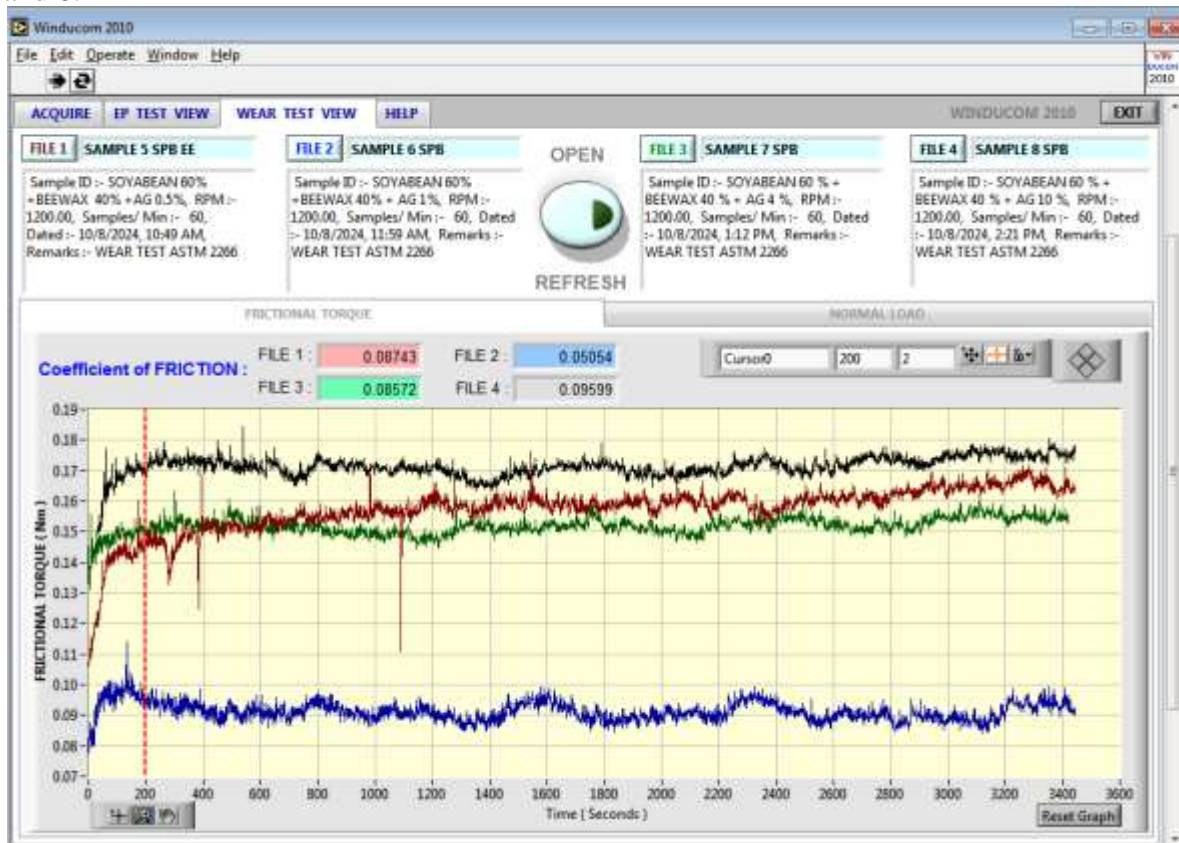 Winducom 2010
File Edit Operate Window Help
2010
ACQUIRE EP TEST VIEW WEAR TEST VIEW HELP WINDUCOM 2010 EXIT
FILE 1 SAMPLE 5 SPB EE
Sample ID :- SOYABEAN 60%
+BEEWAX 40% +AG 0.5%, RPM :-
1200.00, Samples/ Min :- 60,
Dated :- 10/8/2024, 10:49 AM,
Remarks :- WEAR TEST ASTM 2266
FILE 2 SAMPLE 6 SPB
Sample ID :- SOYABEAN 60%
+BEEWAX 40% + AG 1%, RPM :-
1200.00, Samples/ Min :- 60, Dated
:- 10/8/2024, 11:59 AM, Remarks :-
WEAR TEST ASTM 2266
OPEN
REFRESH
FILE 3 SAMPLE 7 SPB
Sample ID :- SOYABEAN 60 % +
BEEWAX 40 % + AG 4 %, RPM :-
1200.00, Samples/ Min :- 60, Dated
:- 10/8/2024, 1:12 PM, Remarks :-
WEAR TEST ASTM 2266
FILE 4 SAMPLE 8 SPB
Sample ID :- SOYABEAN 60 % +
BEEWAX 40 % + AG 10 %, RPM :-
1200.00, Samples/ Min :- 60, Dated
:- 10/8/2024, 2:21 PM, Remarks :-
WEAR TEST ASTM 2266
FRICTIONAL TORQUE NORMAL LOAD
Coefficient of FRICTION :
FILE 1 : 0.08743 FILE 2 : 0.05054
FILE 3 : 0.08572 FILE 4 : 0.09599
Cursor0 200 2
FRICTIONAL TORQUE ( Nm )
0.19
0.18
0.17
0.16
0.15
0.14
0.13
0.12
0.11
0.10
0.09
0.08
0.07
0 200 400 600 800 1000 1200 1400 1600 1800 2000 2200 2400 2600 2800 3000 3200 3400 3600
Time ( Seconds )
Reset Graph